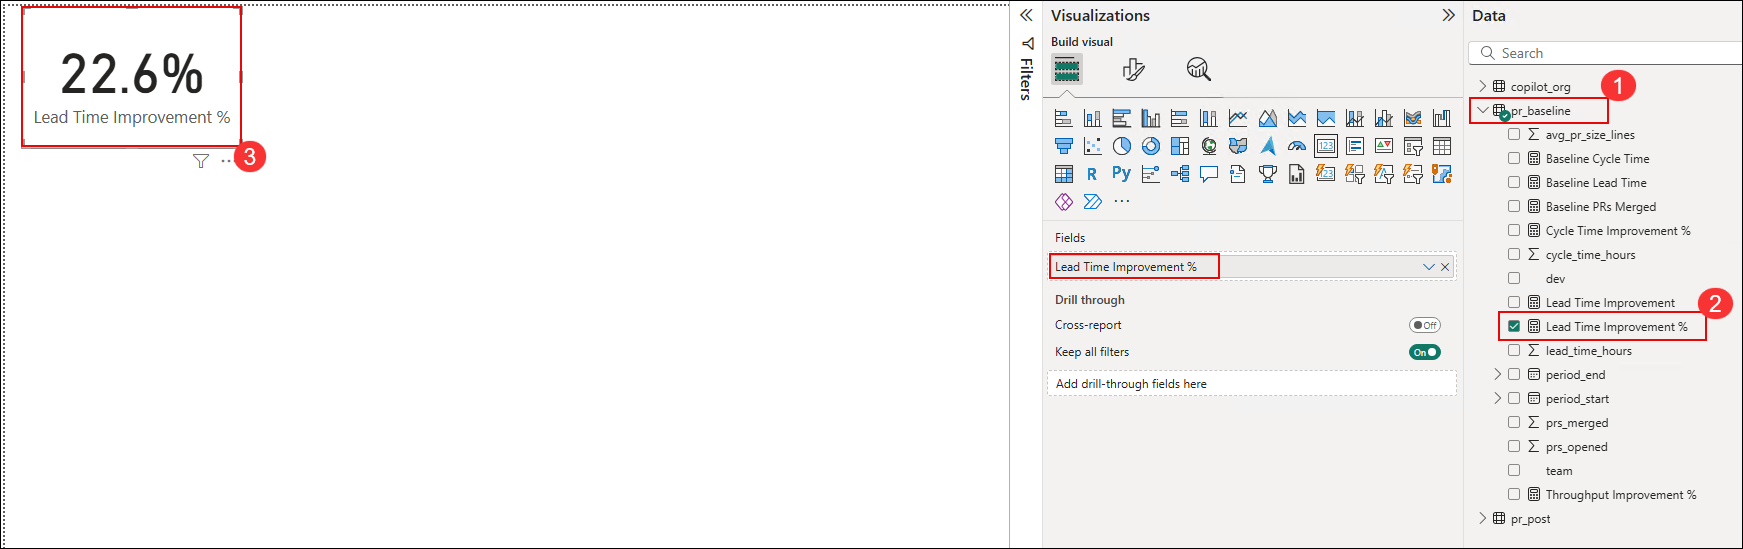 22.6%
Lead Time Improvement %
3
Filters
Visualizations
Build visual
123
R
Py
123
Fields
Lead Time Improvement %
Drill through
Cross-report
Off
Keep all filters
On
Add drill-through fields here
Data
Search
copilot_org
1
pr_baseline
avg_pr_size_lines
Baseline Cycle Time
Baseline Lead Time
Baseline PRs Merged
Cycle Time Improvement %
cycle_time_hours
dev
Lead Time Improvement
2
Lead Time Improvement %
lead_time_hours
period_end
period_start
prs_merged
prs_opened
team
Throughput Improvement %
pr_post